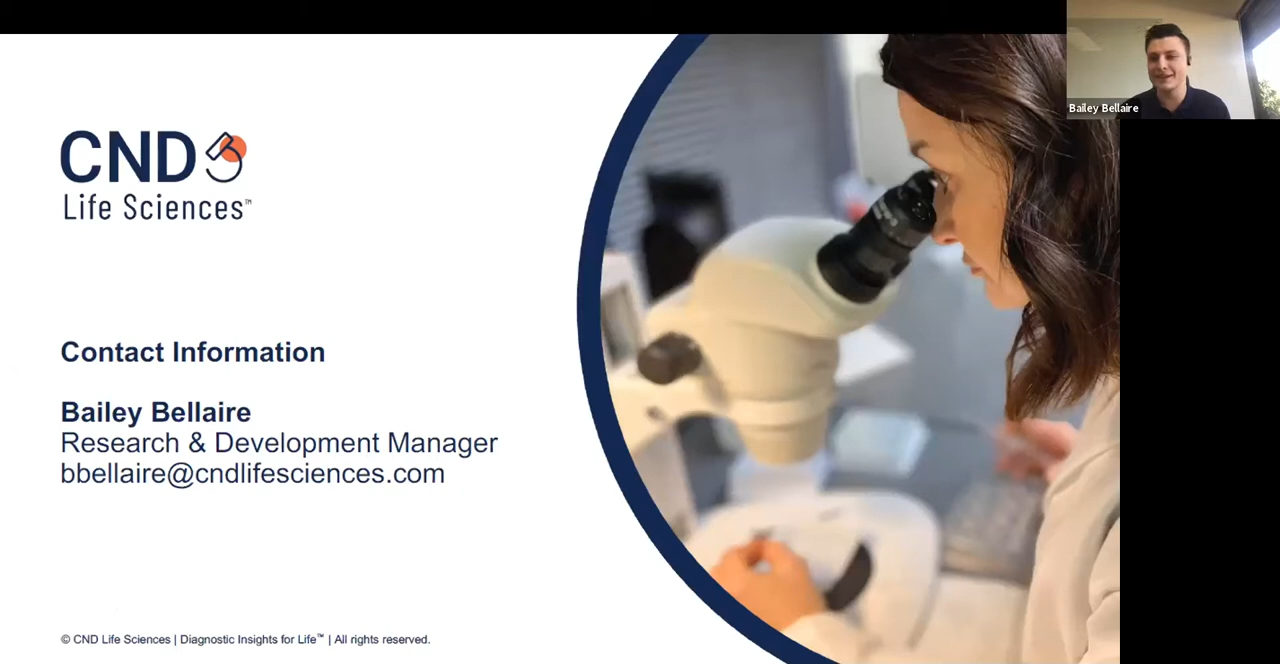 Bailey Bellaire
CND
Life Sciences™
Contact Information
Bailey Bellaire
Research & Development Manager
bbellaire@cndlifesciences.com
© CND Life Sciences | Diagnostic Insights for Life™ | All rights reserved.